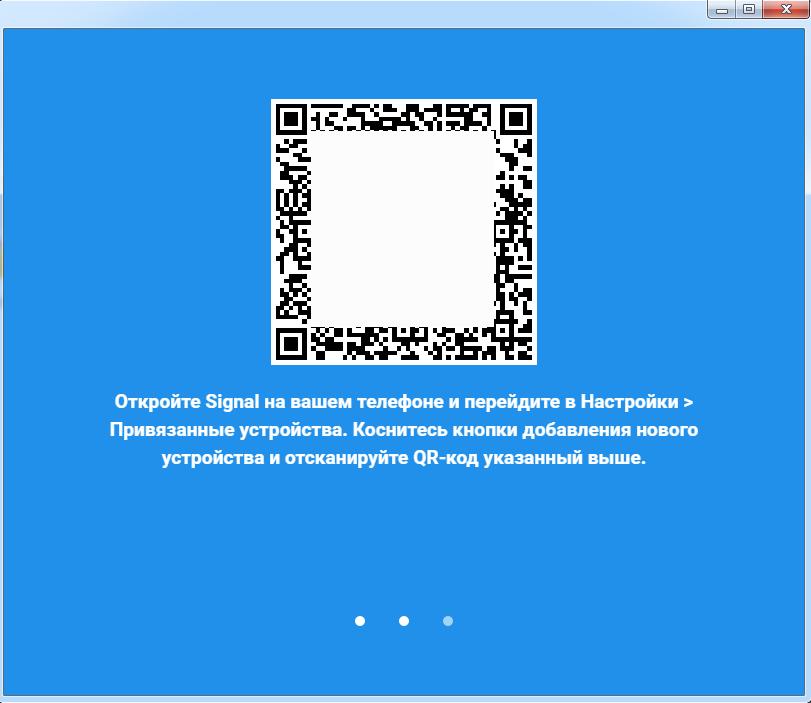 Откройте Signal на вашем телефоне и перейдите в Настройки >
Привязанные устройства. Коснитесь кнопки добавления нового
устройства и отсканируйте QR-код указанный выше.